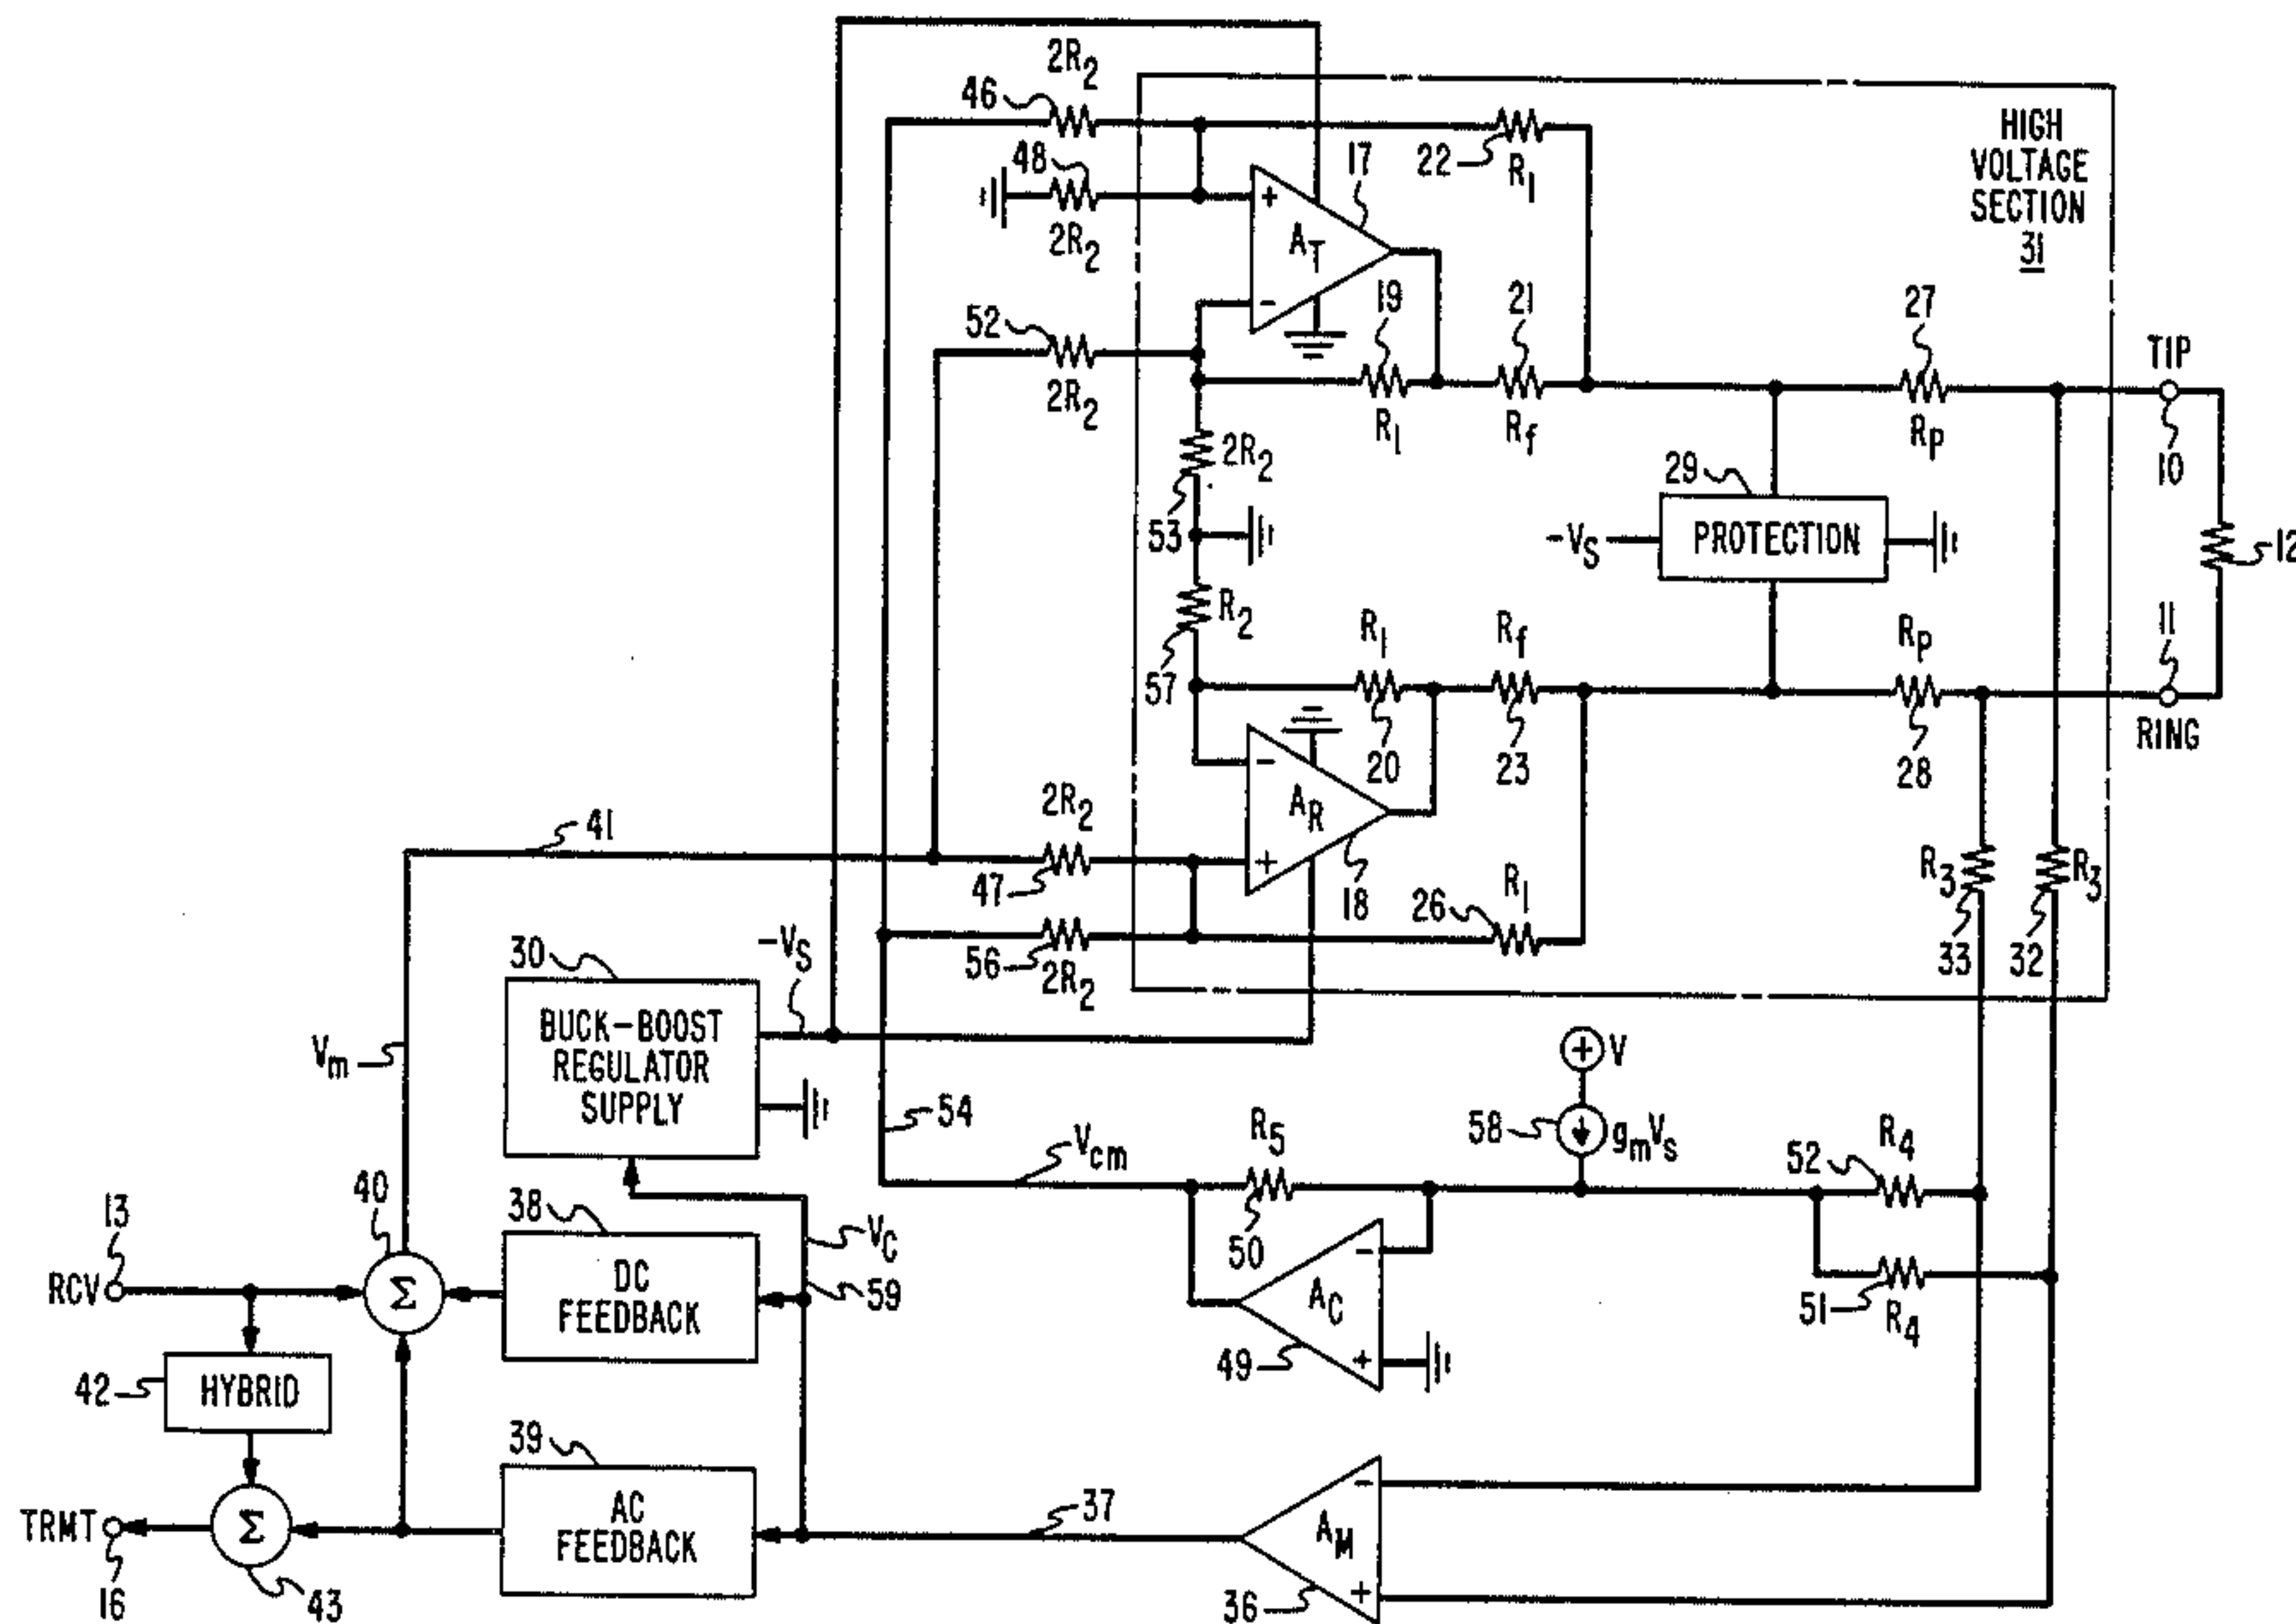 2R2
46
HIGH
VOLTAGE
SECTION
31
48
17
22
R1
+
AT
2R2
-
52
19
21
27
TIP
2R2
R1
Rf
Rp
10
2R2
29
53
-VS
PROTECTION
12
R2
R1
Rf
Rp
11
57
-
20
23
28
RING
AR
41
2R2
+
47
18
R3
R3
26
R1
30
-VS
56
2R2
33
32
BUCK-BOOST
REGULATOR
SUPPLY
V
Vm
54
58
gmVs
R5
R4
Vcm
52
40
38
13
VC
50
-
RCV
Σ
DC
FEEDBACK
59
AC
51
R4
49
+
42
HYBRID
39
TRMT
Σ
AC
FEEDBACK
37
-
AM
16
43
36
+